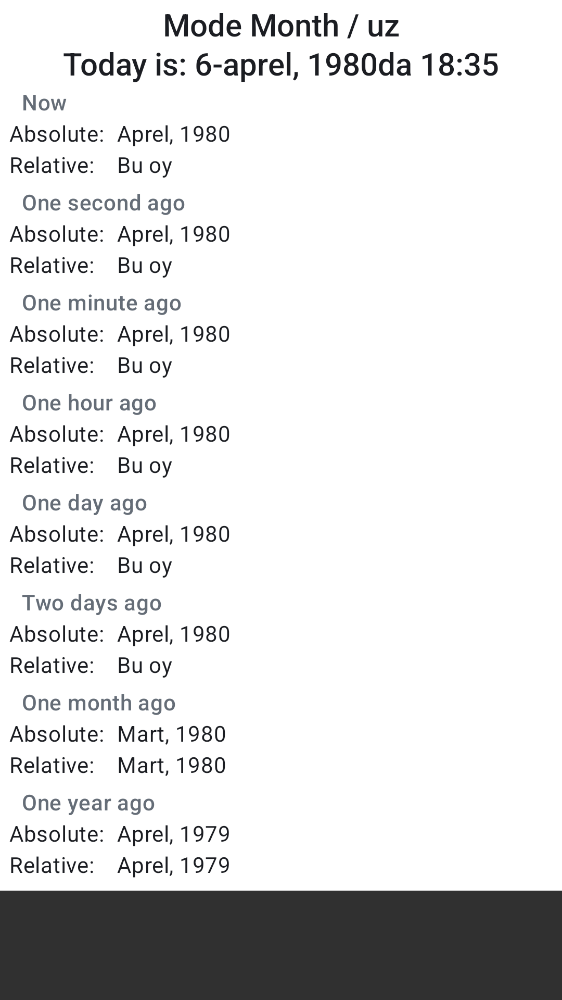 Mode Month / uz
Today is: 6-aprel, 1980da 18:35
Now
Absolute: Aprel, 1980
Relative: Bu oy
One second ago
Absolute: Aprel, 1980
Relative: Bu oy
One minute ago
Absolute: Aprel, 1980
Relative: Bu oy
One hour ago
Absolute: Aprel, 1980
Relative: Bu oy
One day ago
Absolute: Aprel, 1980
Relative: Bu oy
Two days ago
Absolute: Aprel, 1980
Relative: Bu oy
One month ago
Absolute: Mart, 1980
Relative: Mart, 1980
One year ago
Absolute: Aprel, 1979
Relative: Aprel, 1979